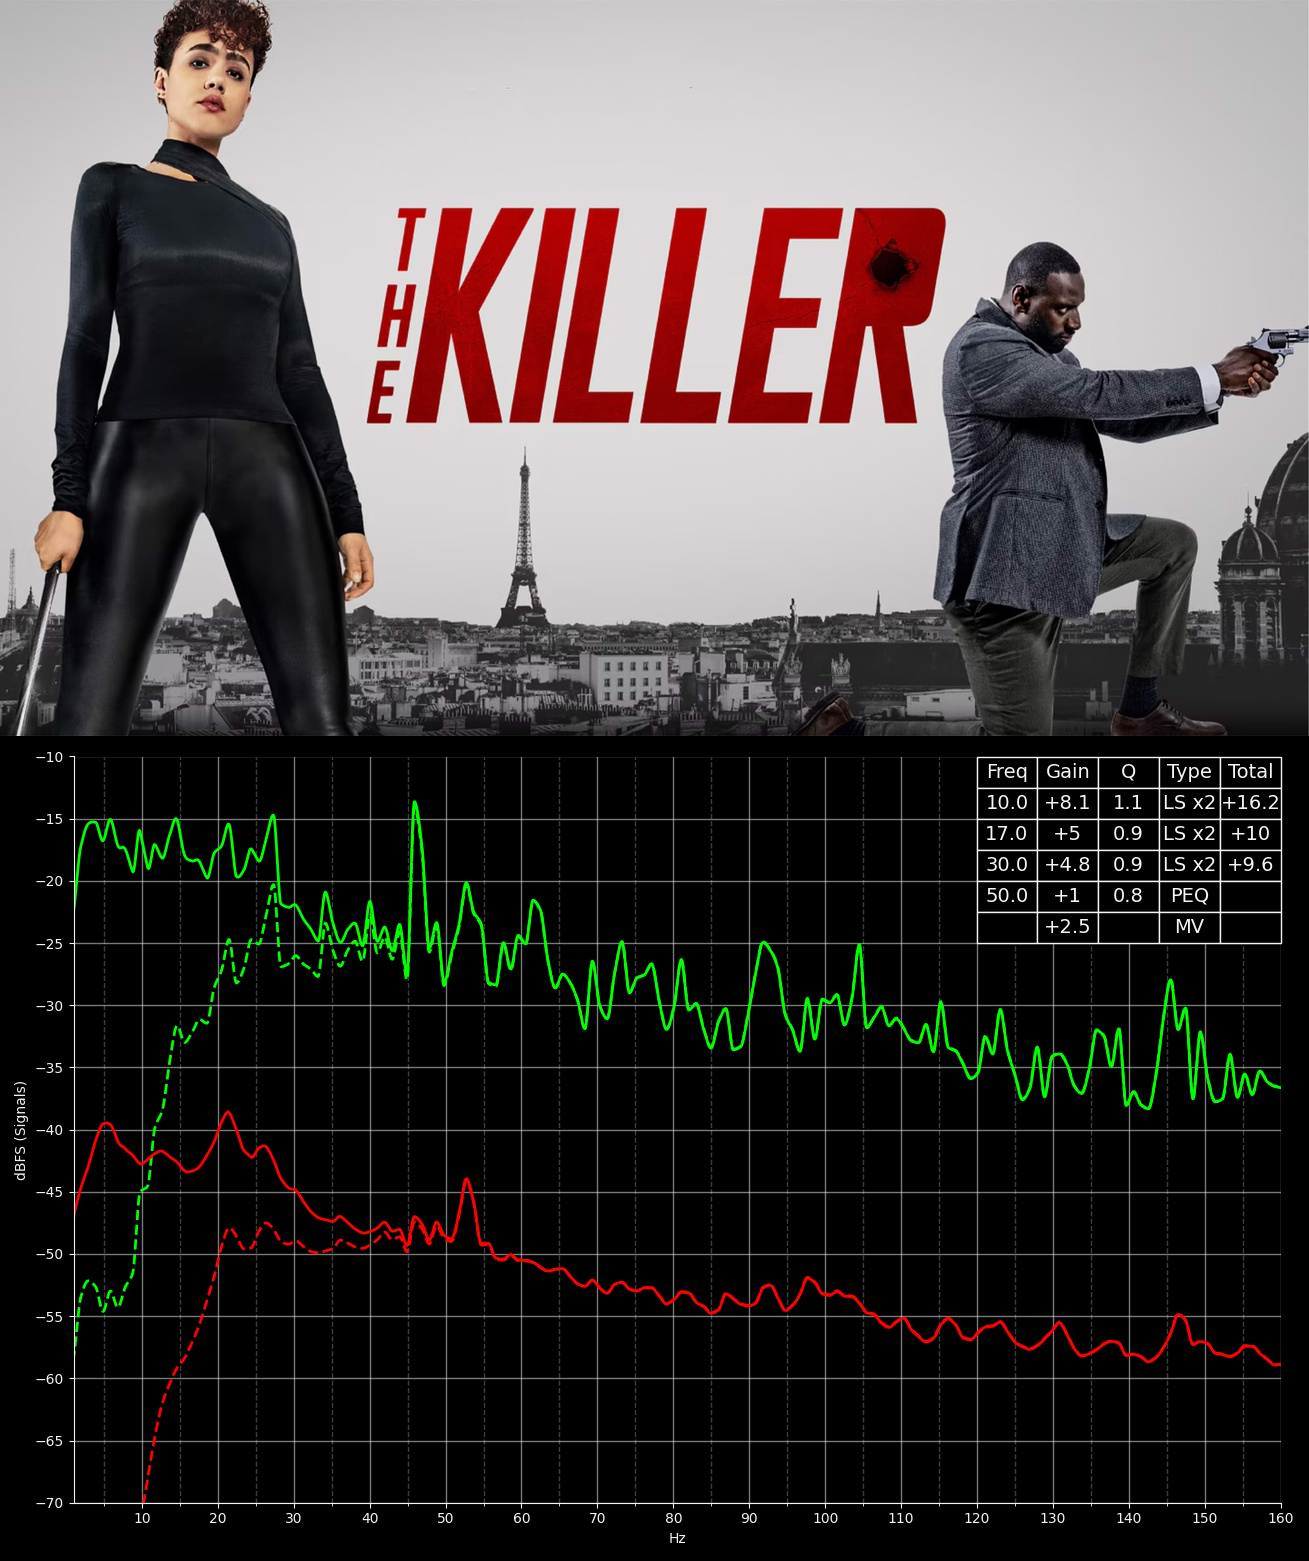 THE
KILLER
Freq Gain Q Type Total
10.0 +8.1 1.1 LS x2 +16.2
17.0 +5 0.9 LS x2 +10
30.0 +4.8 0.9 LS x2 +9.6
50.0 +1 0.8 PEQ
+2.5 MV
−10
−15
−20
−25
−30
−35
−40
−45
−50
−55
−60
−65
−70
dBFS (Signals)
10 20 30 40 50 60 70 80 90 100 110 120 130 140 150 160
Hz